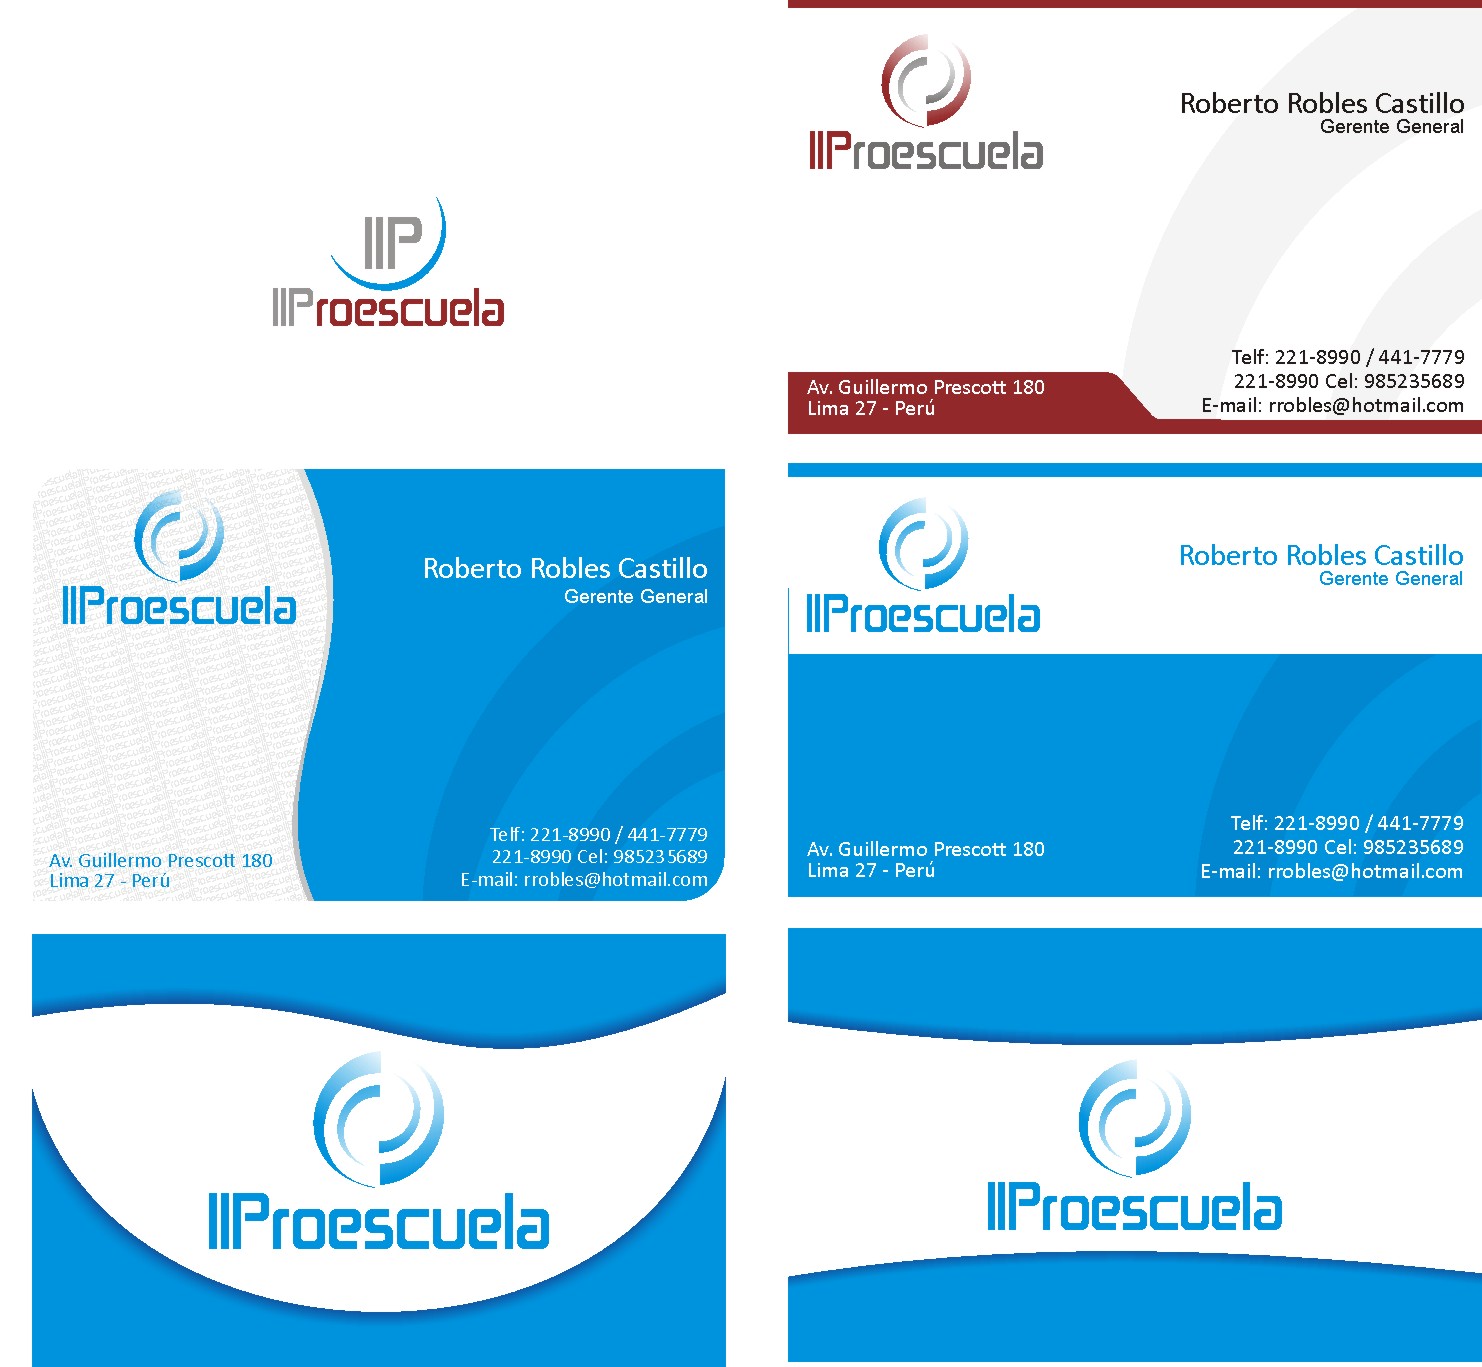 IIP
IIProescuela
IIProescuela
Roberto Robles Castillo
Gerente General
Telf: 221-8990 / 441-7779
221-8990 Cel: 985235689
E-mail: rrobles@hotmail.com
Av. Guillermo Prescott 180
Lima 27 - Perú
IIProescuela
Roberto Robles Castillo
Gerente General
Telf: 221-8990 / 441-7779
221-8990 Cel: 985235689
E-mail: rrobles@hotmail.com
Av. Guillermo Prescott 180
Lima 27 - Perú
IIProescuela
Roberto Robles Castillo
Gerente General
Telf: 221-8990 / 441-7779
221-8990 Cel: 985235689
E-mail: rrobles@hotmail.com
Av. Guillermo Prescott 180
Lima 27 - Perú
IIProescuela
IIProescuela